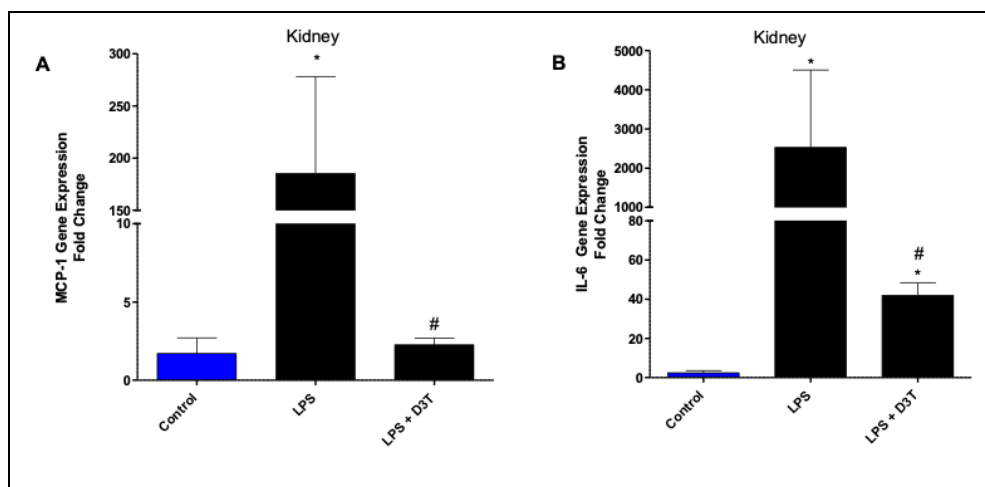 A
Kidney
MCP-1 Gene Expression
Fold Change
300
250
200
150
10
5
0
*
#
Control
LPS
LPS + D3T
B
Kidney
IL-6 Gene Expression
Fold Change
5000
4000
3000
2000
1000
80
60
40
20
0
*
#
*
Control
LPS
LPS + D3T